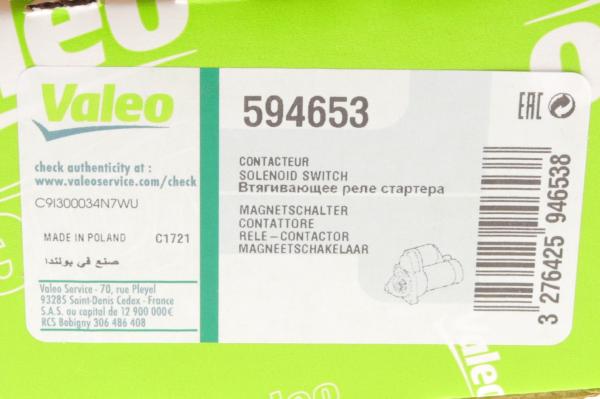 Valeo
check authenticity at :
www.valeoservice.com/check
C9I300034N7WU
MADE IN POLAND C1721
صنع في بولندا
Valeo Service - 70, rue Pleyel
93285 Saint-Denis Cedex - France
S.A.S. au capital de 12 900 000€
RCS Bobigny 306 486 408
594653
CONTACTEUR
SOLENOID SWITCH
Втягивающее реле стартера
MAGNETSCHALTER
CONTATTORE
RELE-CONTACTOR
MAGNEETSCHAKELAAR
EAC
3 276425 946538
Valeo